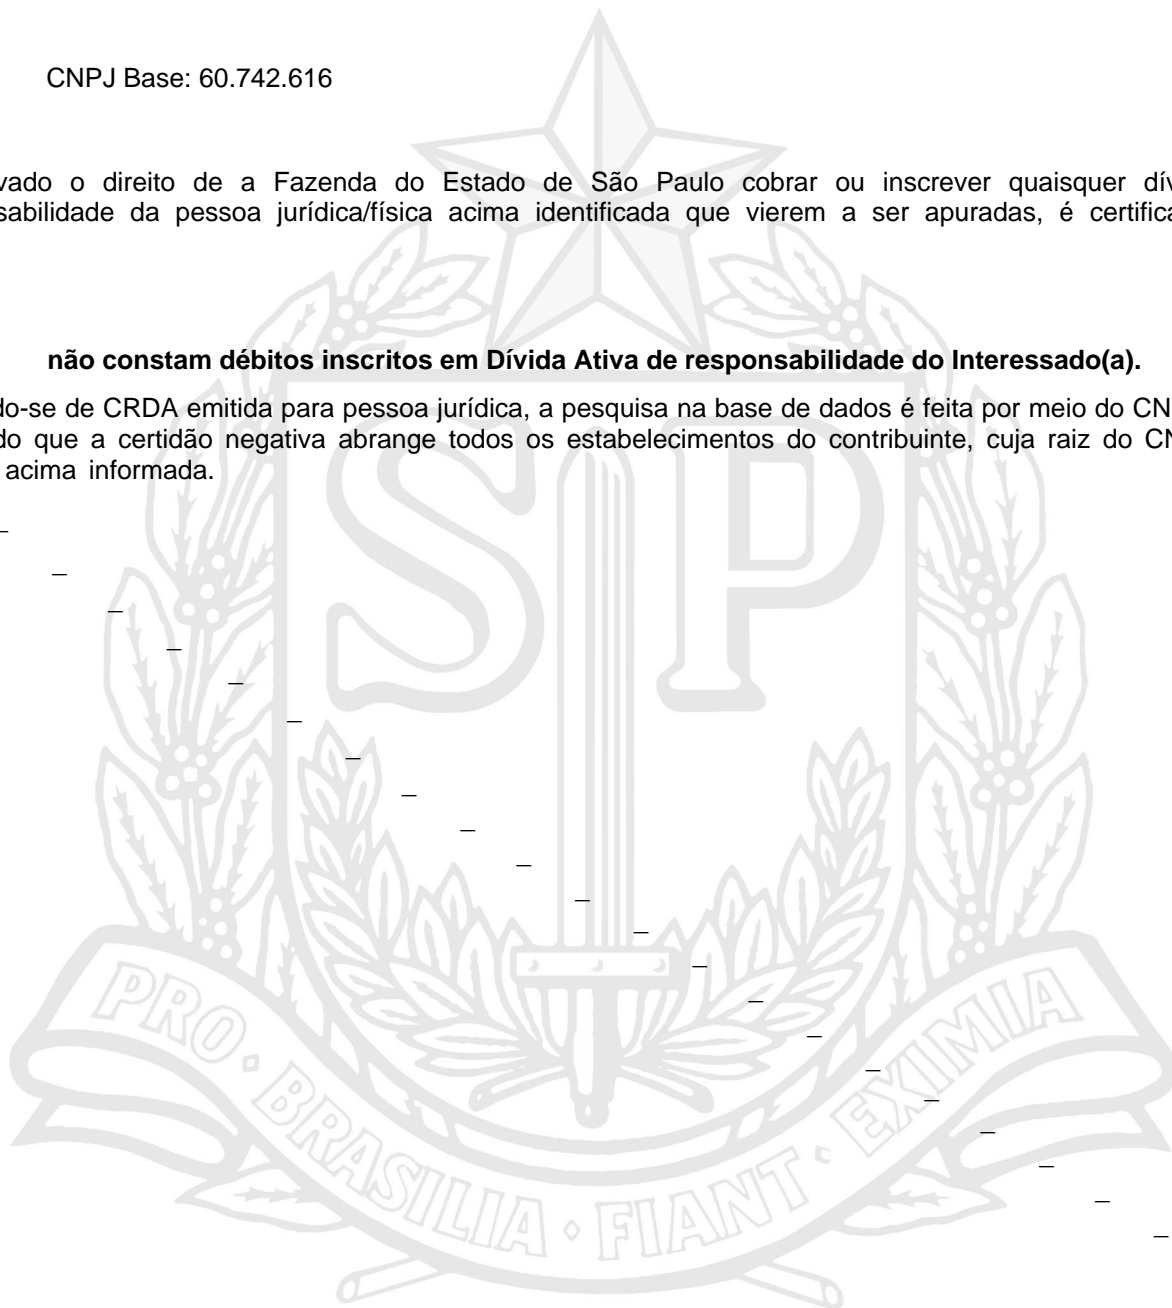 CNPJ Base: 60.742.616
vado o direito de a Fazenda do Estado de São Paulo cobrar ou inscrever quaisquer dív
sabilidade da pessoa jurídica/física acima identificada que vierem a ser apuradas, é certifica
não constam débitos inscritos em Dívida Ativa de responsabilidade do Interessado(a).
do-se de CRDA emitida para pessoa jurídica, a pesquisa na base de dados é feita por meio do CN
do que a certidão negativa abrange todos os estabelecimentos do contribuinte, cuja raiz do CN
acima informada.
SP
PRO • BRASILIA • FIANT • EXIMIA